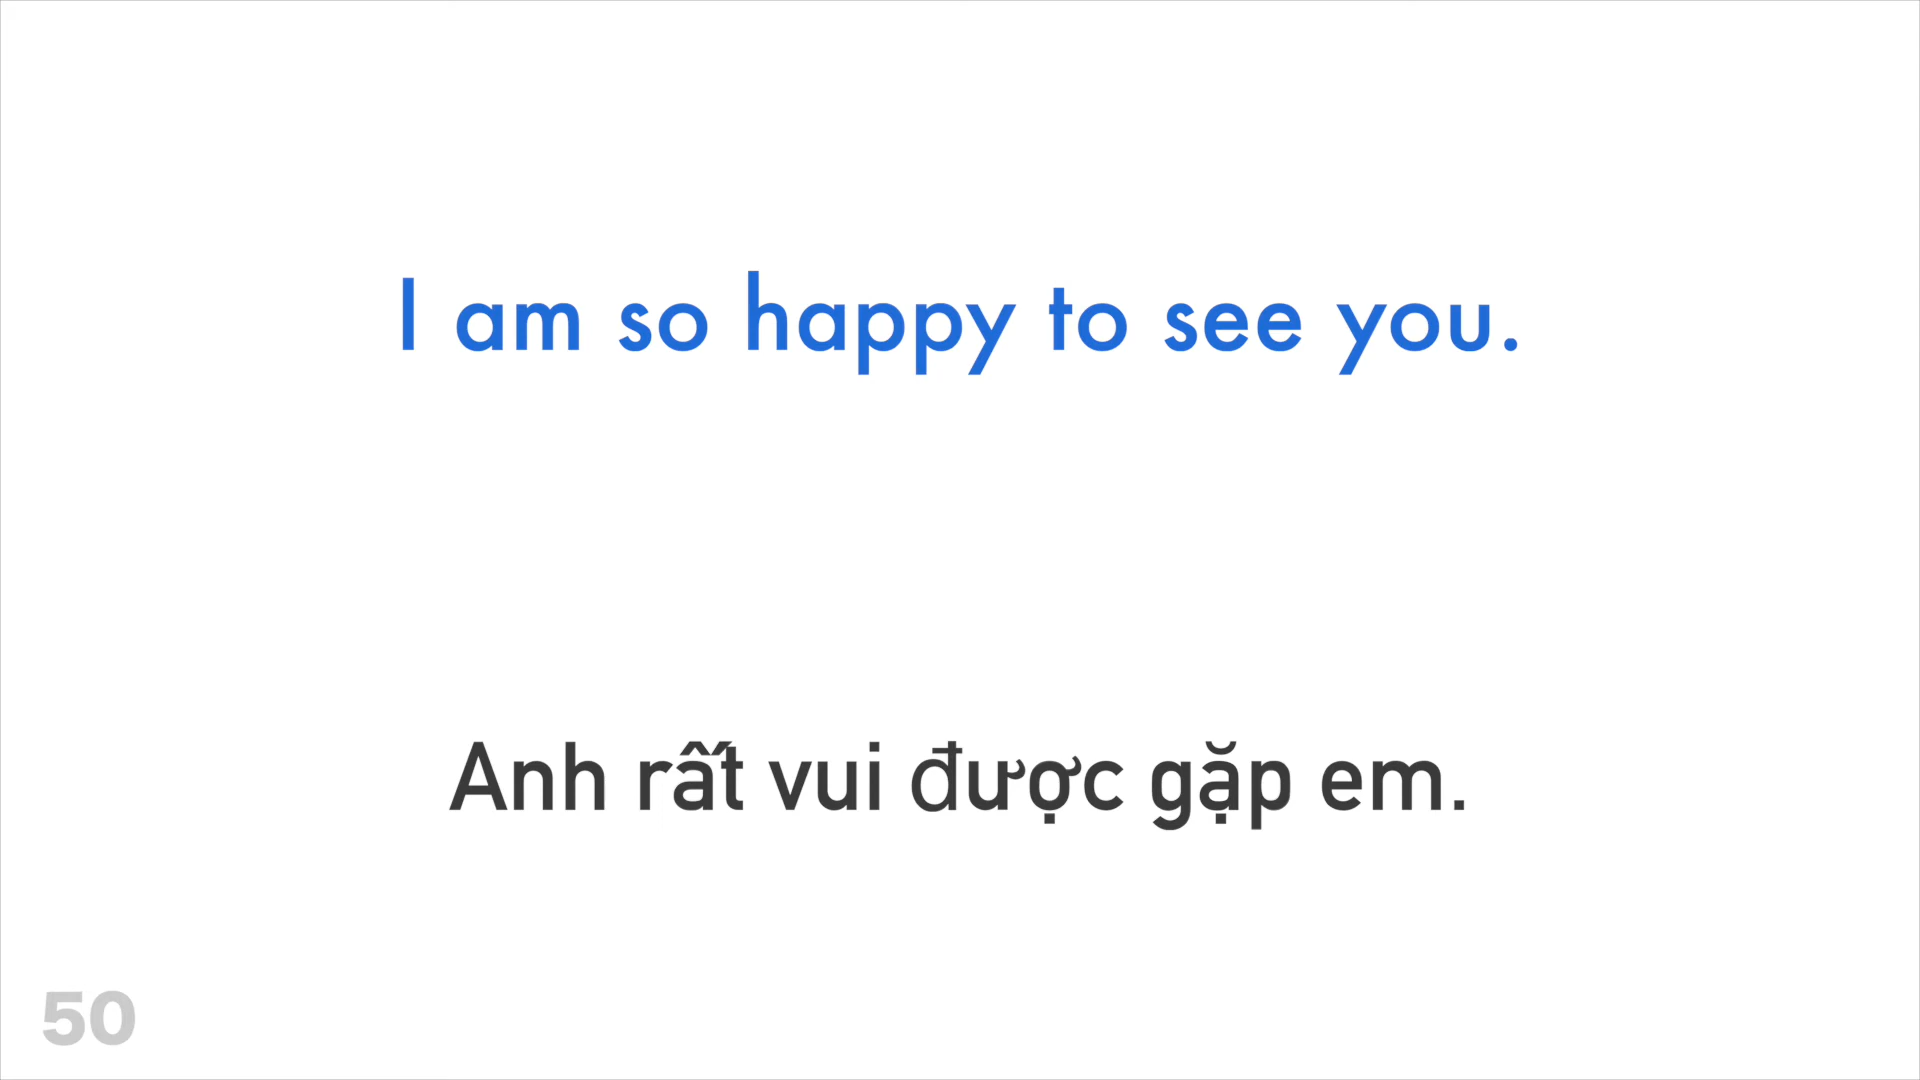 I am so happy to see you.
Anh rất vui được gặp em.
50